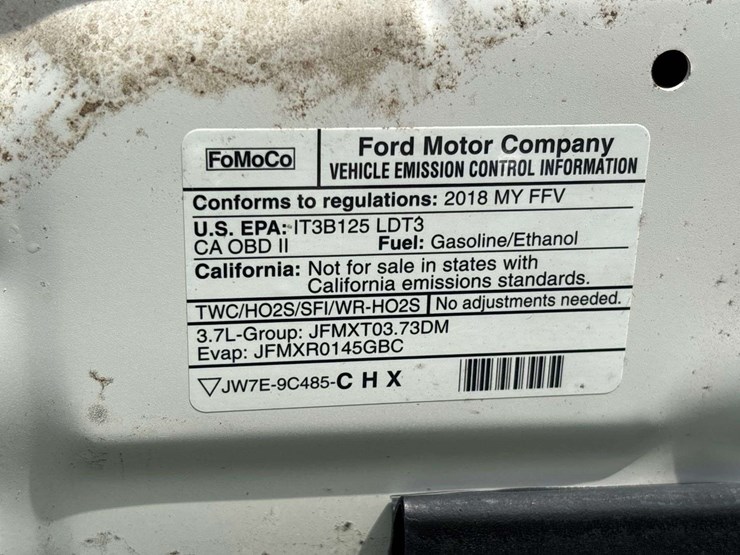 FoMoCo
Ford Motor Company
VEHICLE EMISSION CONTROL INFORMATION
Conforms to regulations: 2018 MY FFV
U.S. EPA: IT3B125 LDT3
CA OBD II Fuel: Gasoline/Ethanol
California: Not for sale in states with
California emissions standards.
TWC/HO2S/SFI/WR-HO2S No adjustments needed.
3.7L-Group: JFMXT03.73DM
Evap: JFMXR0145GBC
JW7E-9C485-C H X